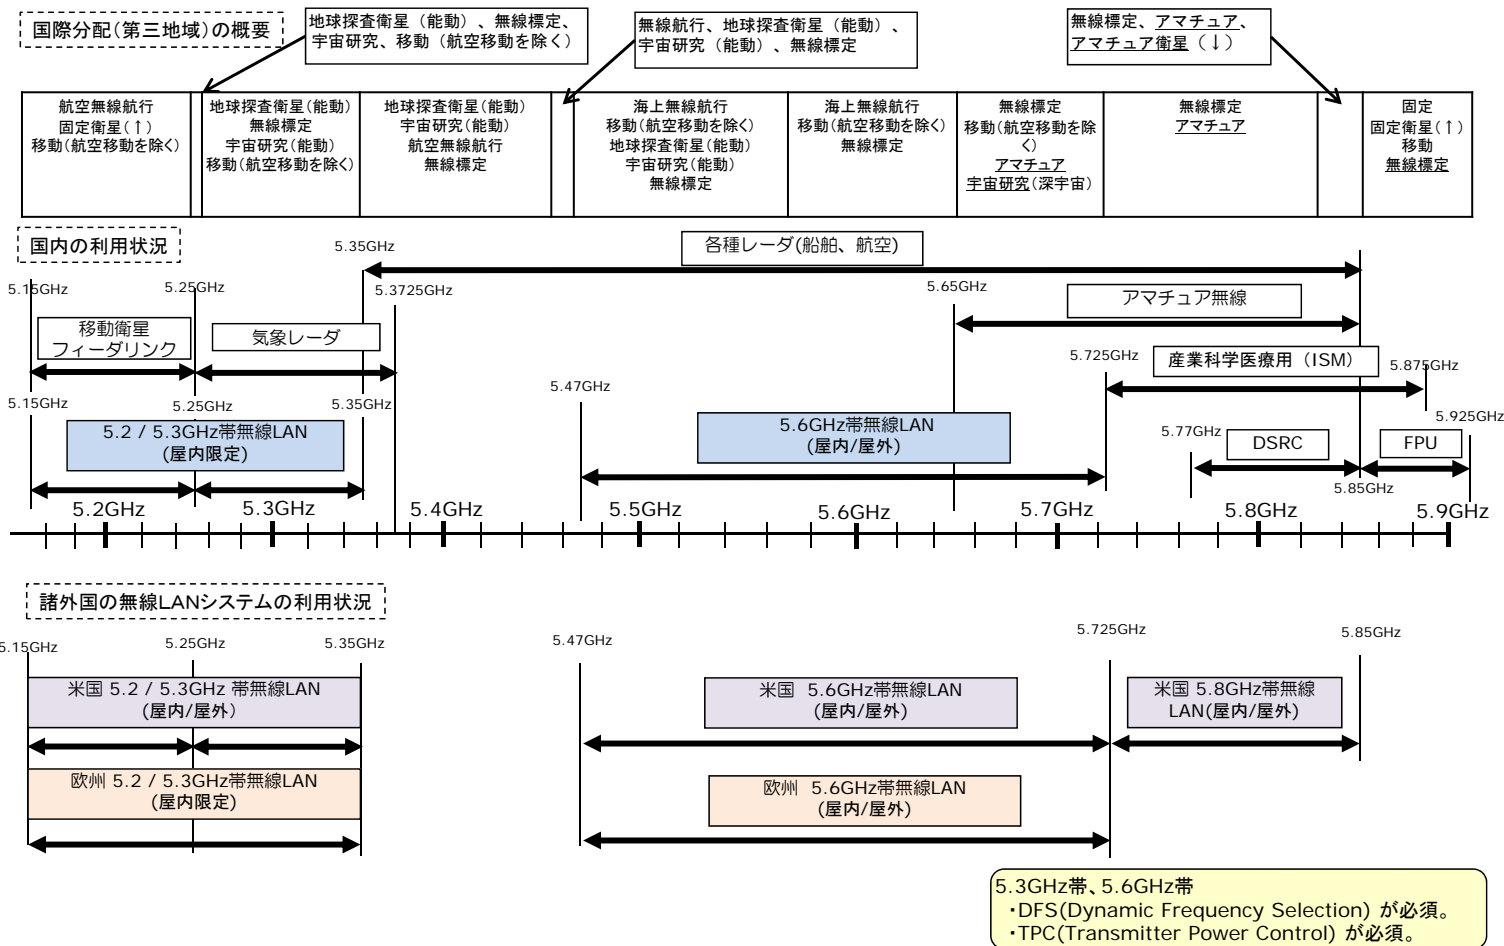 国際分配(第三地域)の概要
地球探査衛星（能動）、無線標定、
宇宙研究、移動（航空移動を除く）
無線航行、地球探査衛星（能動）、
宇宙研究（能動）、無線標定
無線標定、アマチュア、
アマチュア衛星（↓）
航空無線航行
固定衛星(↑)
移動(航空移動を除く)
地球探査衛星(能動)
無線標定
宇宙研究(能動)
移動(航空移動を除く)
地球探査衛星(能動)
宇宙研究(能動)
航空無線航行
無線標定
海上無線航行
移動(航空移動を除く)
地球探査衛星(能動)
宇宙研究(能動)
無線標定
海上無線航行
移動(航空移動を除く)
無線標定
無線標定
移動(航空移動を除
く)
アマチュア
宇宙研究(深宇宙)
無線標定
アマチュア
固定
固定衛星(↑)
移動
無線標定
国内の利用状況
5.35GHz
各種レーダ(船舶、航空)
5.15GHz
5.25GHz
5.3725GHz
5.65GHz
アマチュア無線
移動衛星
フィーダリンク
気象レーダ
5.725GHz
産業科学医療用（ISM）
5.875GHz
5.47GHz
5.15GHz
5.25GHz
5.35GHz
5.925GHz
5.2 / 5.3GHz帯無線LAN
(屋内限定)
5.6GHz帯無線LAN
(屋内/屋外)
5.77GHz
DSRC
FPU
5.85GHz
5.2GHz
5.3GHz
5.4GHz
5.5GHz
5.6GHz
5.7GHz
5.8GHz
5.9GHz
諸外国の無線LANシステムの利用状況
5.15GHz
5.25GHz
5.35GHz
5.47GHz
5.725GHz
5.85GHz
米国 5.2 / 5.3GHz 帯無線LAN
(屋内/屋外)
米国 5.6GHz帯無線LAN
(屋内/屋外)
米国 5.8GHz帯無線
LAN(屋内/屋外)
欧州 5.2 / 5.3GHz帯無線LAN
(屋内限定)
欧州 5.6GHz帯無線LAN
(屋内/屋外)
5.3GHz帯、5.6GHz帯
・DFS(Dynamic Frequency Selection) が必須。
・TPC(Transmitter Power Control) が必須。